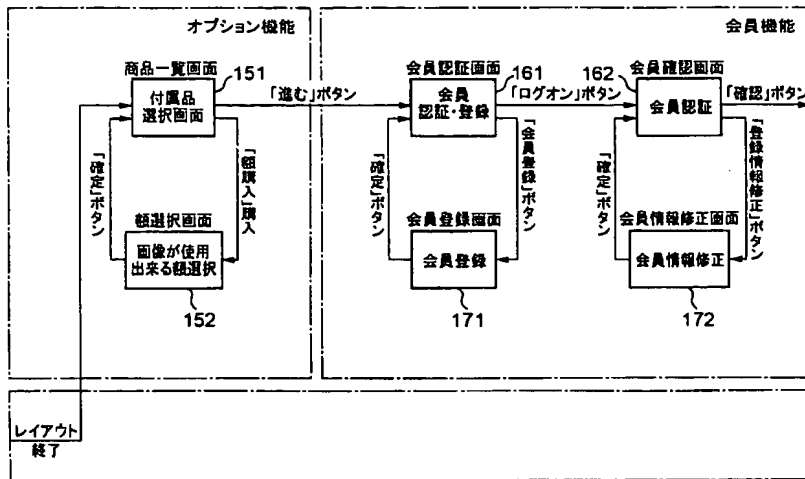 オプション機能
会員機能
商品一覧画面
151
付属品
選択画面
「進む」ボタン
会員認証画面
161
会員
認証・登録
「ログオン」ボタン
162
会員確認画面
会員認証
「確認」ボタン
「確定」ボタン
「額購入」購入
「確定」ボタン
「会員登録」ボタン
「確定」ボタン
「登録情報修正」ボタン
額選択画面
画像が使用
出来る額選択
152
会員登録画面
会員登録
171
会員情報修正画面
会員情報修正
172
レイアウト
終了